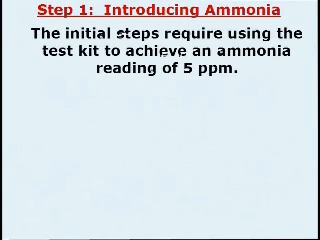 Step 1:  Introducing Ammonia
The initial steps require using the
test kit to achieve an ammonia
reading of 5 ppm.